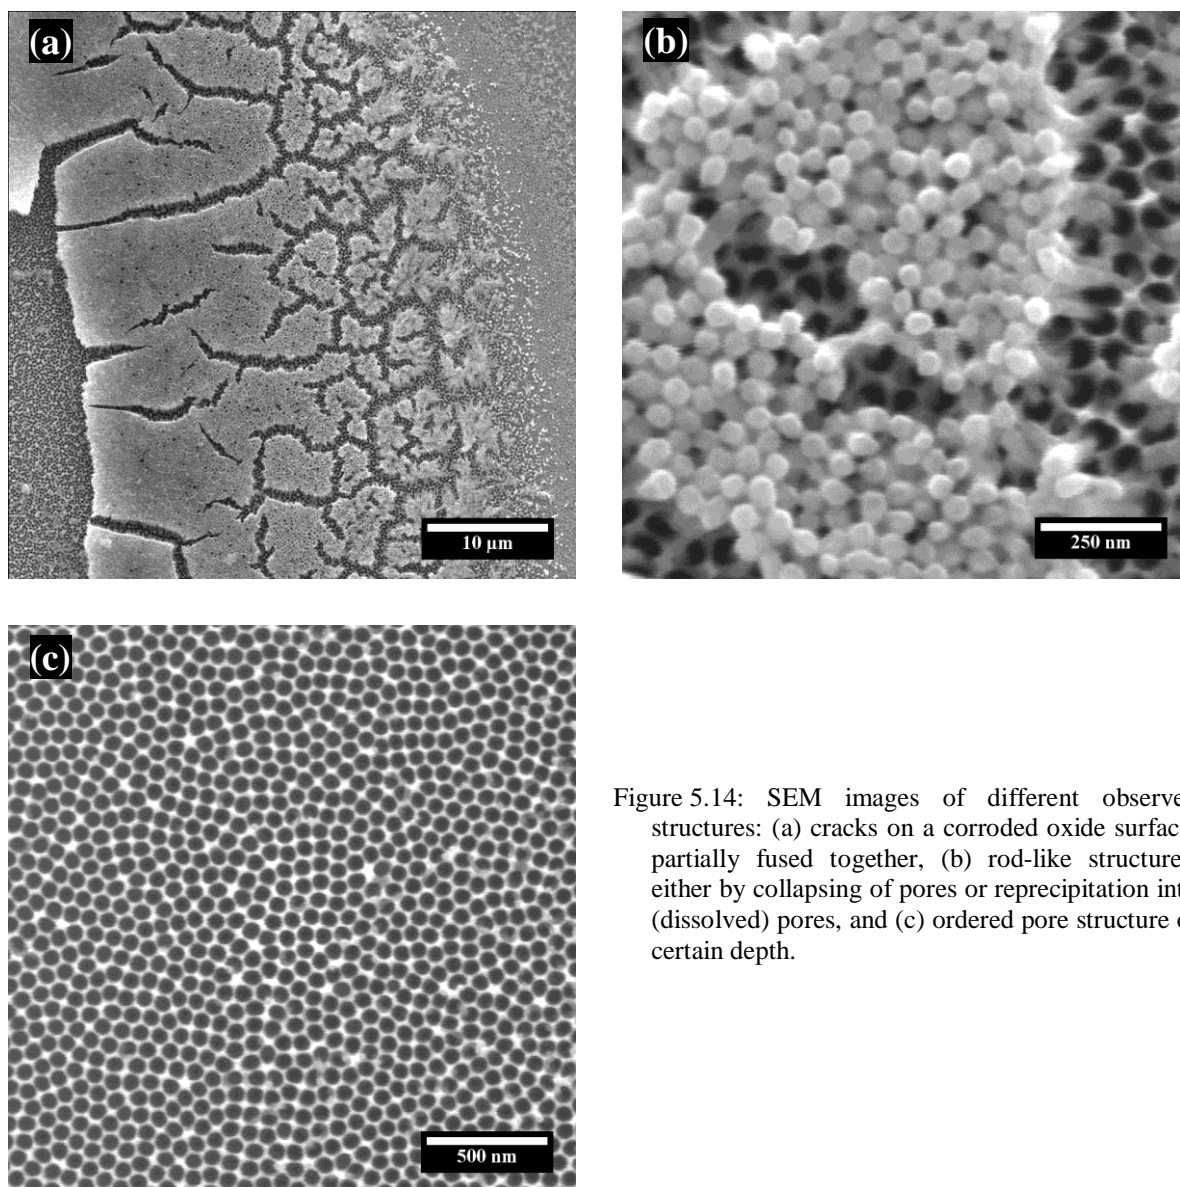 (a)
10 µm
(b)
250 nm
(c)
500 nm
Figure 5.14: SEM images of different observe
structures: (a) cracks on a corroded oxide surfac
partially fused together, (b) rod-like structure
either by collapsing of pores or reprecipitation int
(dissolved) pores, and (c) ordered pore structure
certain depth.